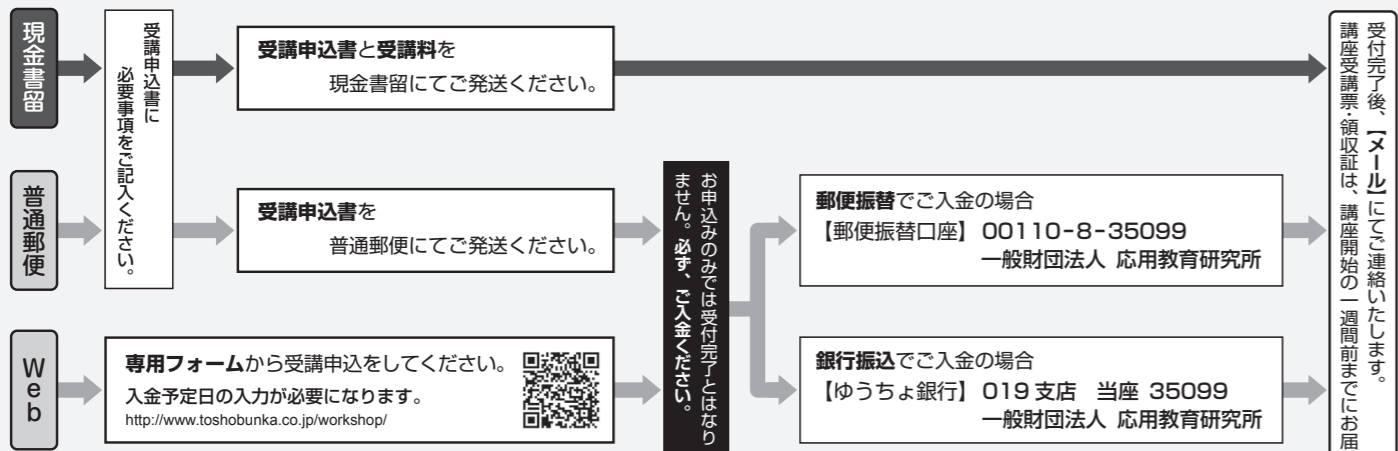 現金書留
受講申込書に
必要事項をご記入ください。
受講申込書と受講料を
現金書留にてご発送ください。
普通郵便
受講申込書を
普通郵便にてご発送ください。
Web
専用フォームから受講申込をしてください。
入金予定日の入力が必要になります。
http://www.toshobunka.co.jp/workshop/
お申込みのみでは受付完了とはなり
ません。必ず、ご入金ください。
郵便振替でご入金の場合
【郵便振替口座】 00110-8-35099
一般財団法人 応用教育研究所
銀行振込でご入金の場合
【ゆうちょ銀行】 019支店 当座 35099
一般財団法人 応用教育研究所
受付完了後、【メール】にてご連絡いたします。
講座受講票・領収証は、講座開始の一週間前までにお届